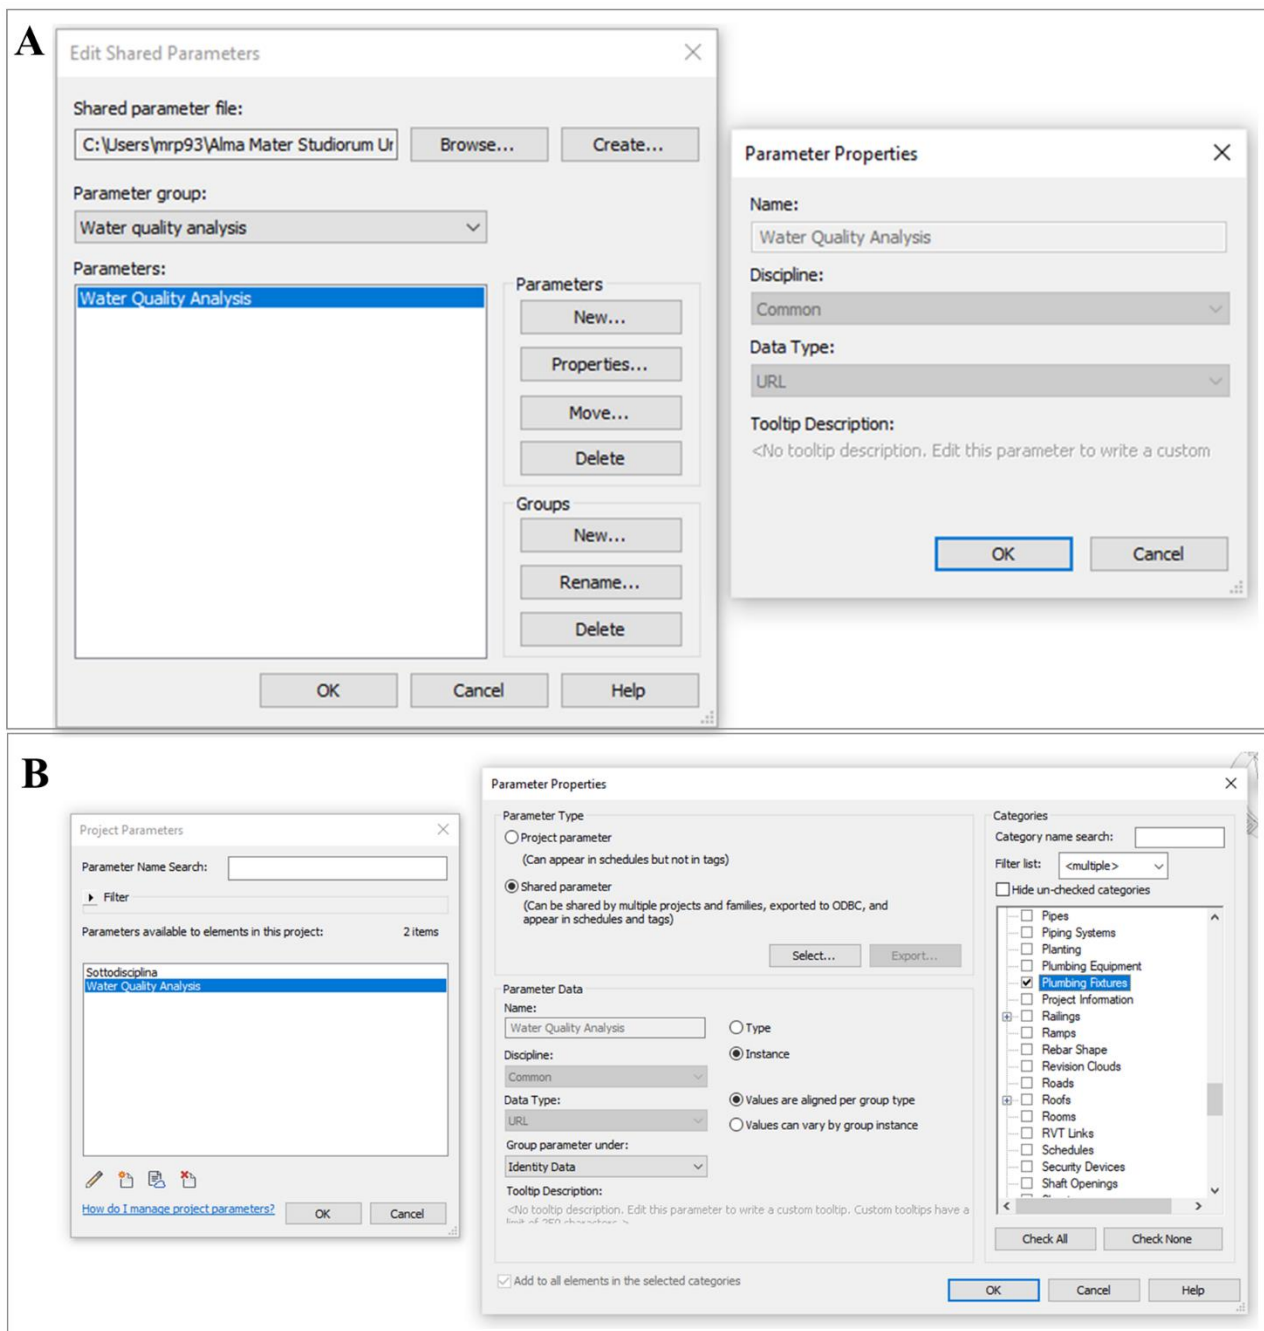 A
Edit Shared Parameters
Shared parameter file:
C:\Users\mrp93\Alma Mater Studiorum Ur
Browse...
Create...
Parameter group:
Water quality analysis
Parameters:
Water Quality Analysis
Parameters
New...
Properties...
Move...
Delete
Groups
New...
Rename...
Delete
OK
Cancel
Help
Parameter Properties
Name:
Water Quality Analysis
Discipline:
Common
Data Type:
URL
Tooltip Description:
<No tooltip description. Edit this parameter to write a custom
OK
Cancel
B
Project Parameters
Parameter Name Search:
Filter
Parameters available to elements in this project:
2 items
Sottodisciplina
Water Quality Analysis
How do I manage project parameters?
OK
Cancel
Parameter Properties
Parameter Type
Project parameter
(Can appear in schedules but not in tags)
Shared parameter
(Can be shared by multiple projects and families, exported to ODBC, and
appear in schedules and tags)
Select...
Export...
Parameter Data
Name:
Water Quality Analysis
Type
Discipline:
Instance
Common
Data Type:
Values are aligned per group type
URL
Values can vary by group instance
Group parameter under:
Identity Data
Tooltip Description:
<No tooltip description. Edit this parameter to write a custom tooltip. Custom tooltips have a
limit of 250 characters.>
Add to all elements in the selected categories
Categories
Category name search:
Filter list:
<multiple>
Hide un-checked categories
Pipes
Piping Systems
Planting
Plumbing Equipment
Plumbing Fixtures
Project Information
Railings
Ramps
Rebar Shape
Revision Clouds
Roads
Roofs
Rooms
RVT Links
Schedules
Security Devices
Shaft Openings
Check All
Check None
OK
Cancel
Help